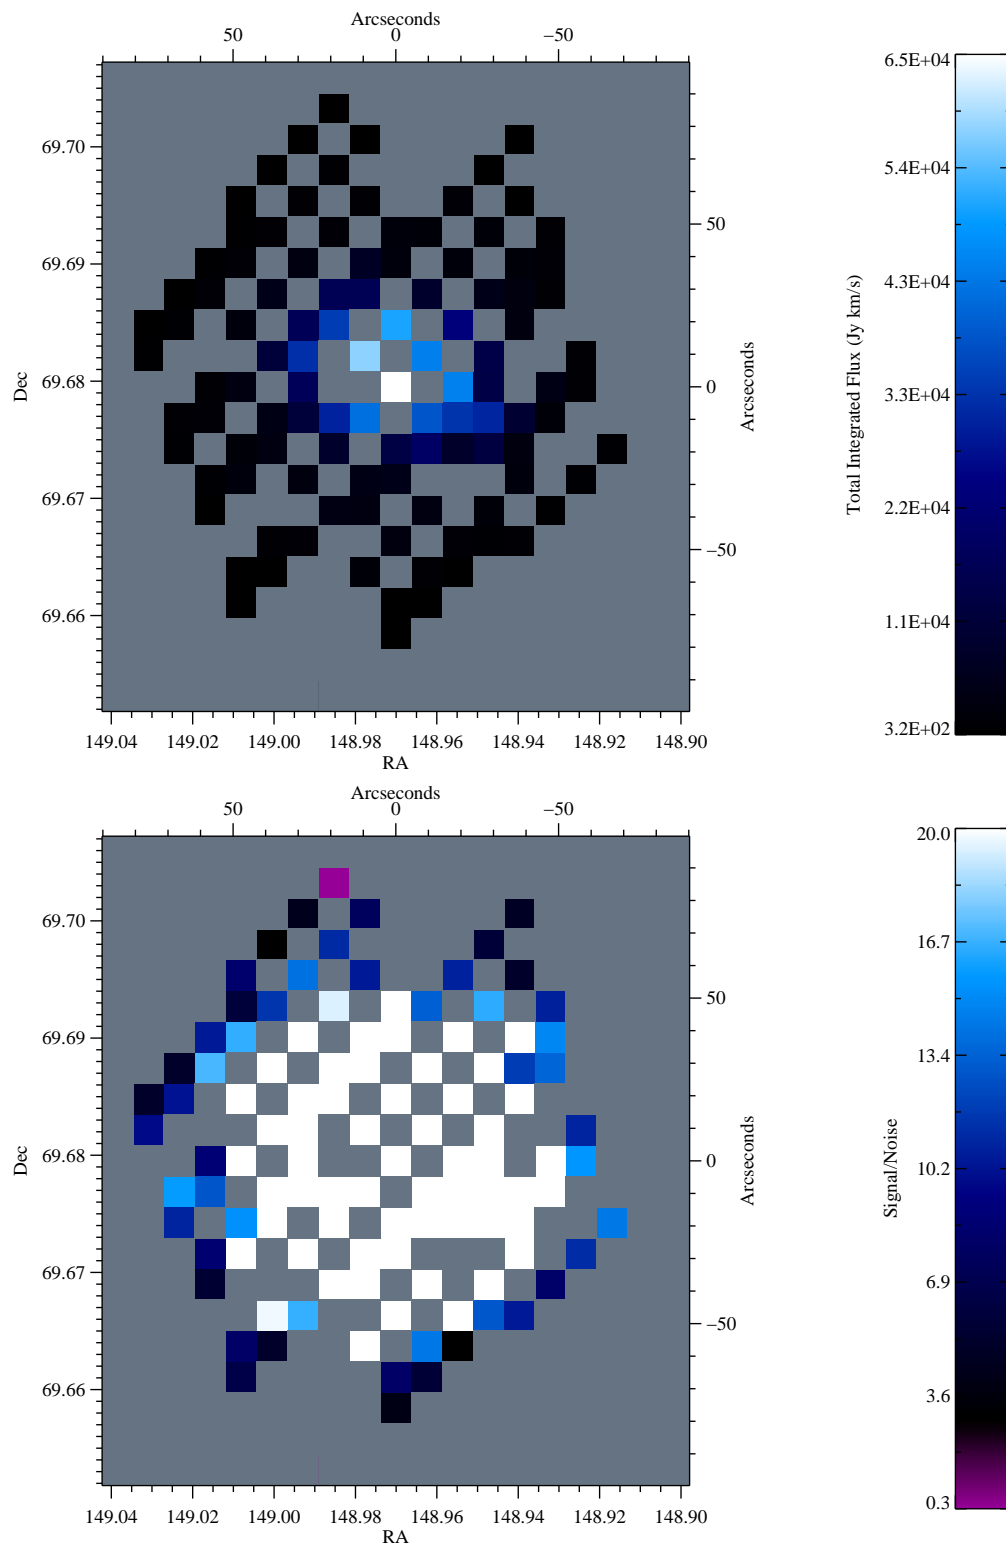 Arcseconds
50 0 −50
69.70
69.69
69.68
69.67
69.66
Dec
50
0
−50
Arcseconds
149.04 149.02 149.00 148.98 148.96 148.94 148.92 148.90
RA
6.5E+04
5.4E+04
4.3E+04
3.3E+04
2.2E+04
1.1E+04
3.2E+02
Total Integrated Flux (Jy km/s)
Arcseconds
50 0 −50
69.70
69.69
69.68
69.67
69.66
Dec
50
0
−50
Arcseconds
149.04 149.02 149.00 148.98 148.96 148.94 148.92 148.90
RA
20.0
16.7
13.4
10.2
6.9
3.6
0.3
Signal/Noise